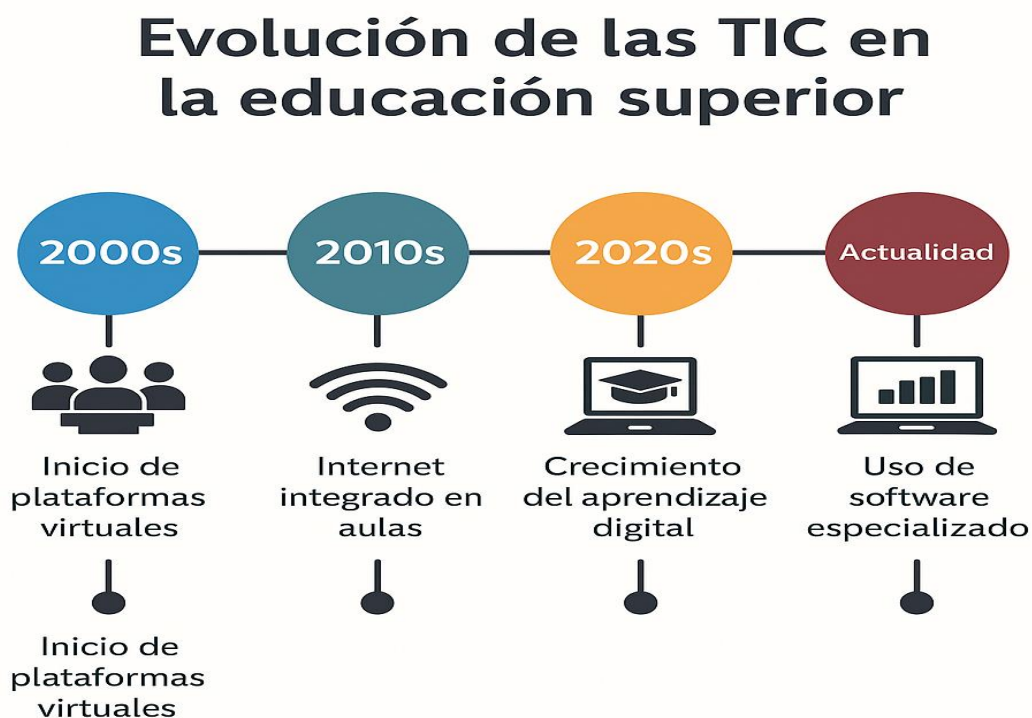 Evolución de las TIC en
la educación superior
2000s
2010s
2020s
Actualidad
Inicio de
plataformas
virtuales
Internet
integrado en
aulas
Crecimiento
del aprendizaje
digital
Uso de
software
especializado
Inicio de
plataformas
virtuales